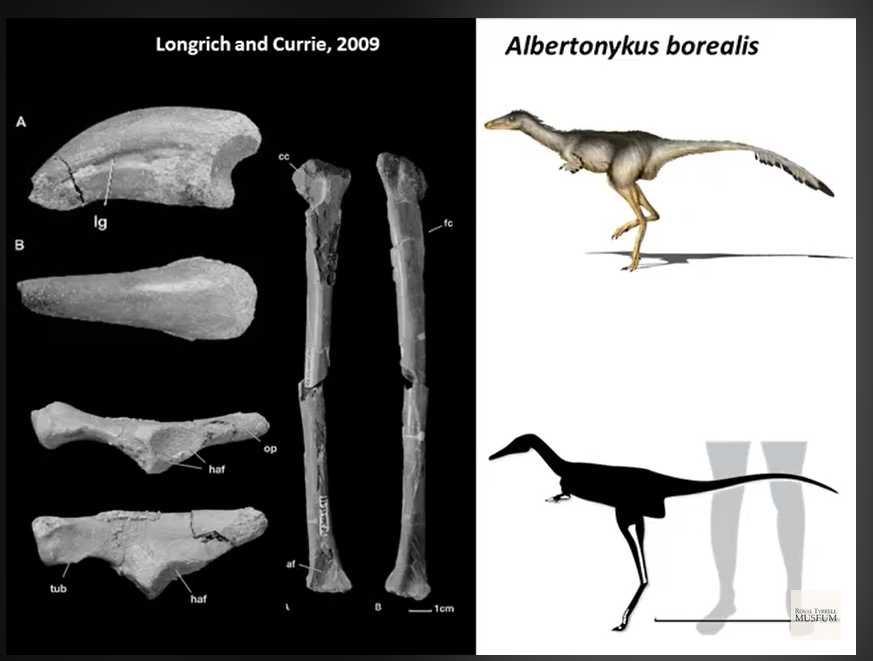 Longrich and Currie, 2009
A
lg
B
op
haf
tub
haf
cc
fc
af
A
B
1cm
Albertonykus borealis
ROYAL TYRRELL
MUSEUM